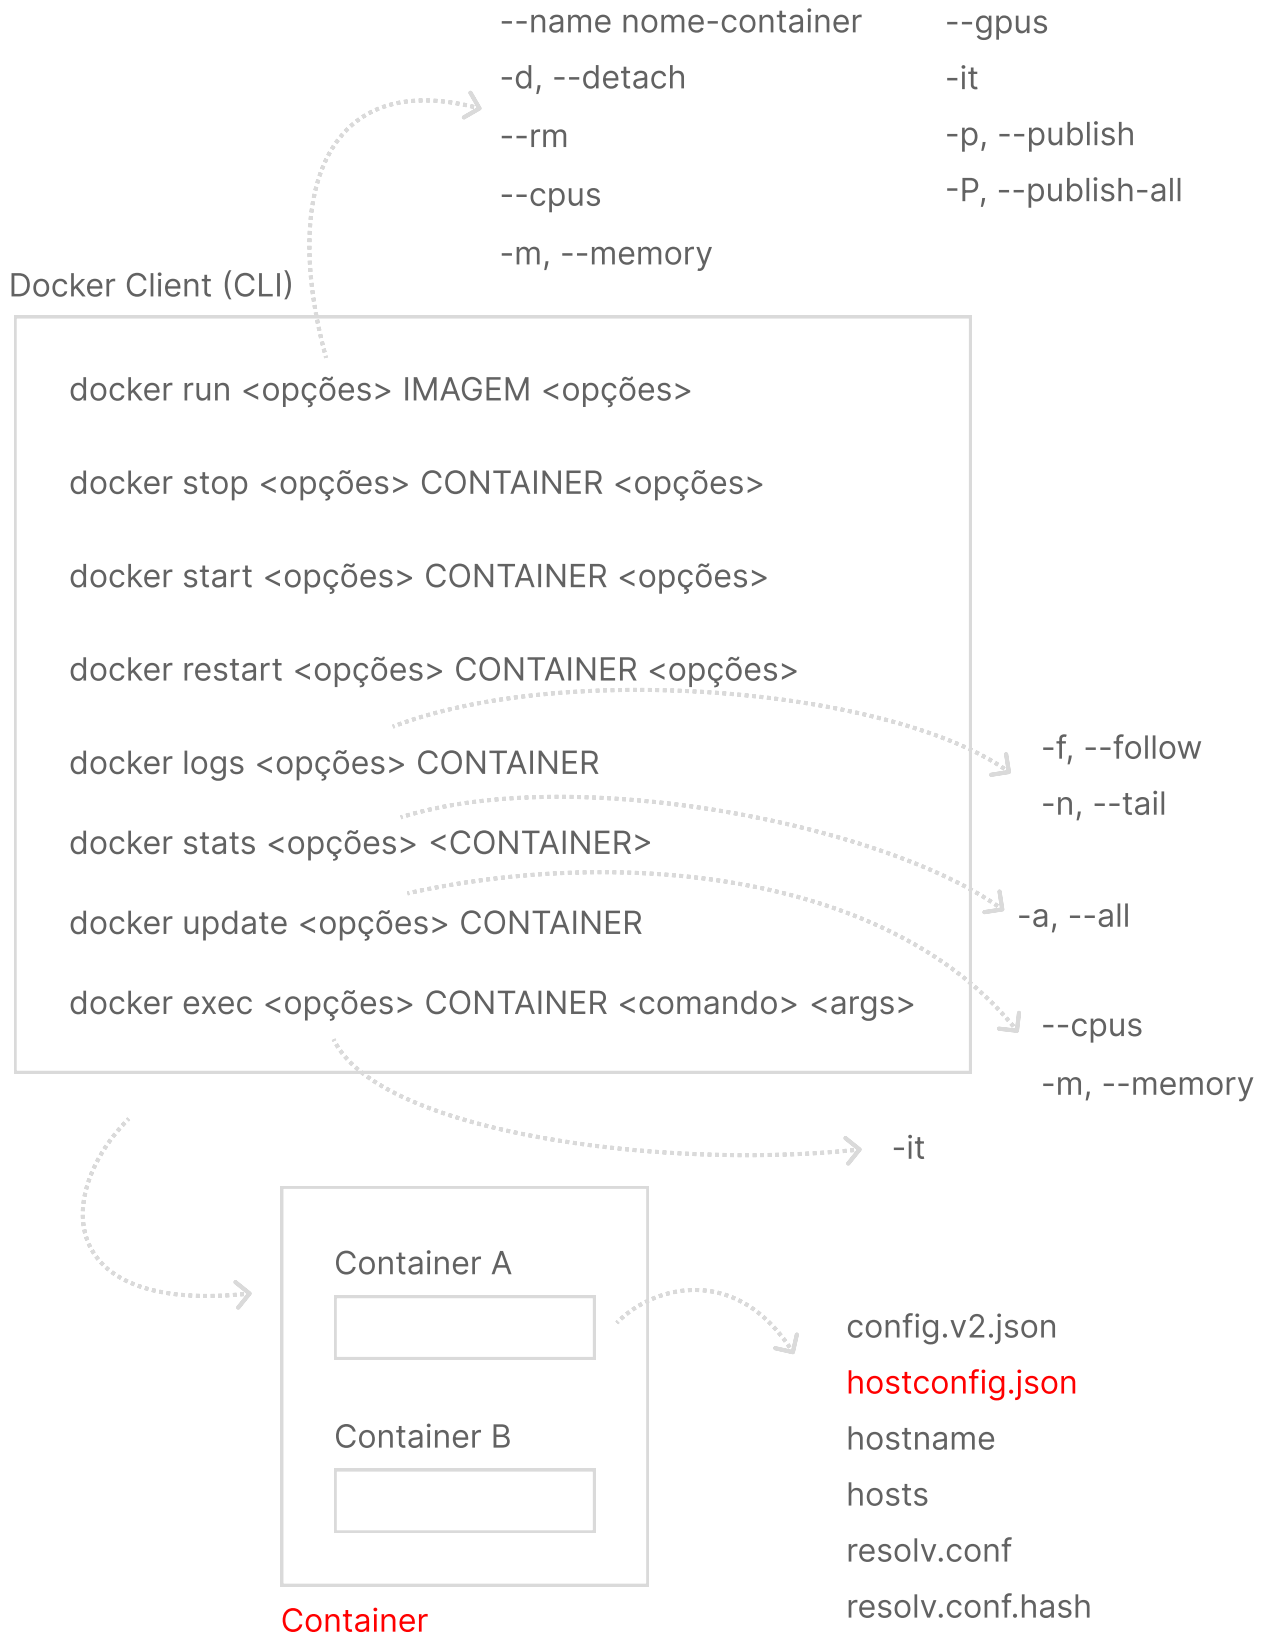 --name nome-container
-d, --detach
--rm
--cpus
-m, --memory
--gpus
-it
-p, --publish
-P, --publish-all
Docker Client (CLI)
docker run <opções> IMAGEM <opções>
docker stop <opções> CONTAINER <opções>
docker start <opções> CONTAINER <opções>
docker restart <opções> CONTAINER <opções>
docker logs <opções> CONTAINER
docker stats <opções> <CONTAINER>
docker update <opções> CONTAINER
docker exec <opções> CONTAINER <comando> <args>
-f, --follow
-n, --tail
-a, --all
--cpus
-m, --memory
-it
Container A
Container B
Container
config.v2.json
hostconfig.json
hostname
hosts
resolv.conf
resolv.conf.hash